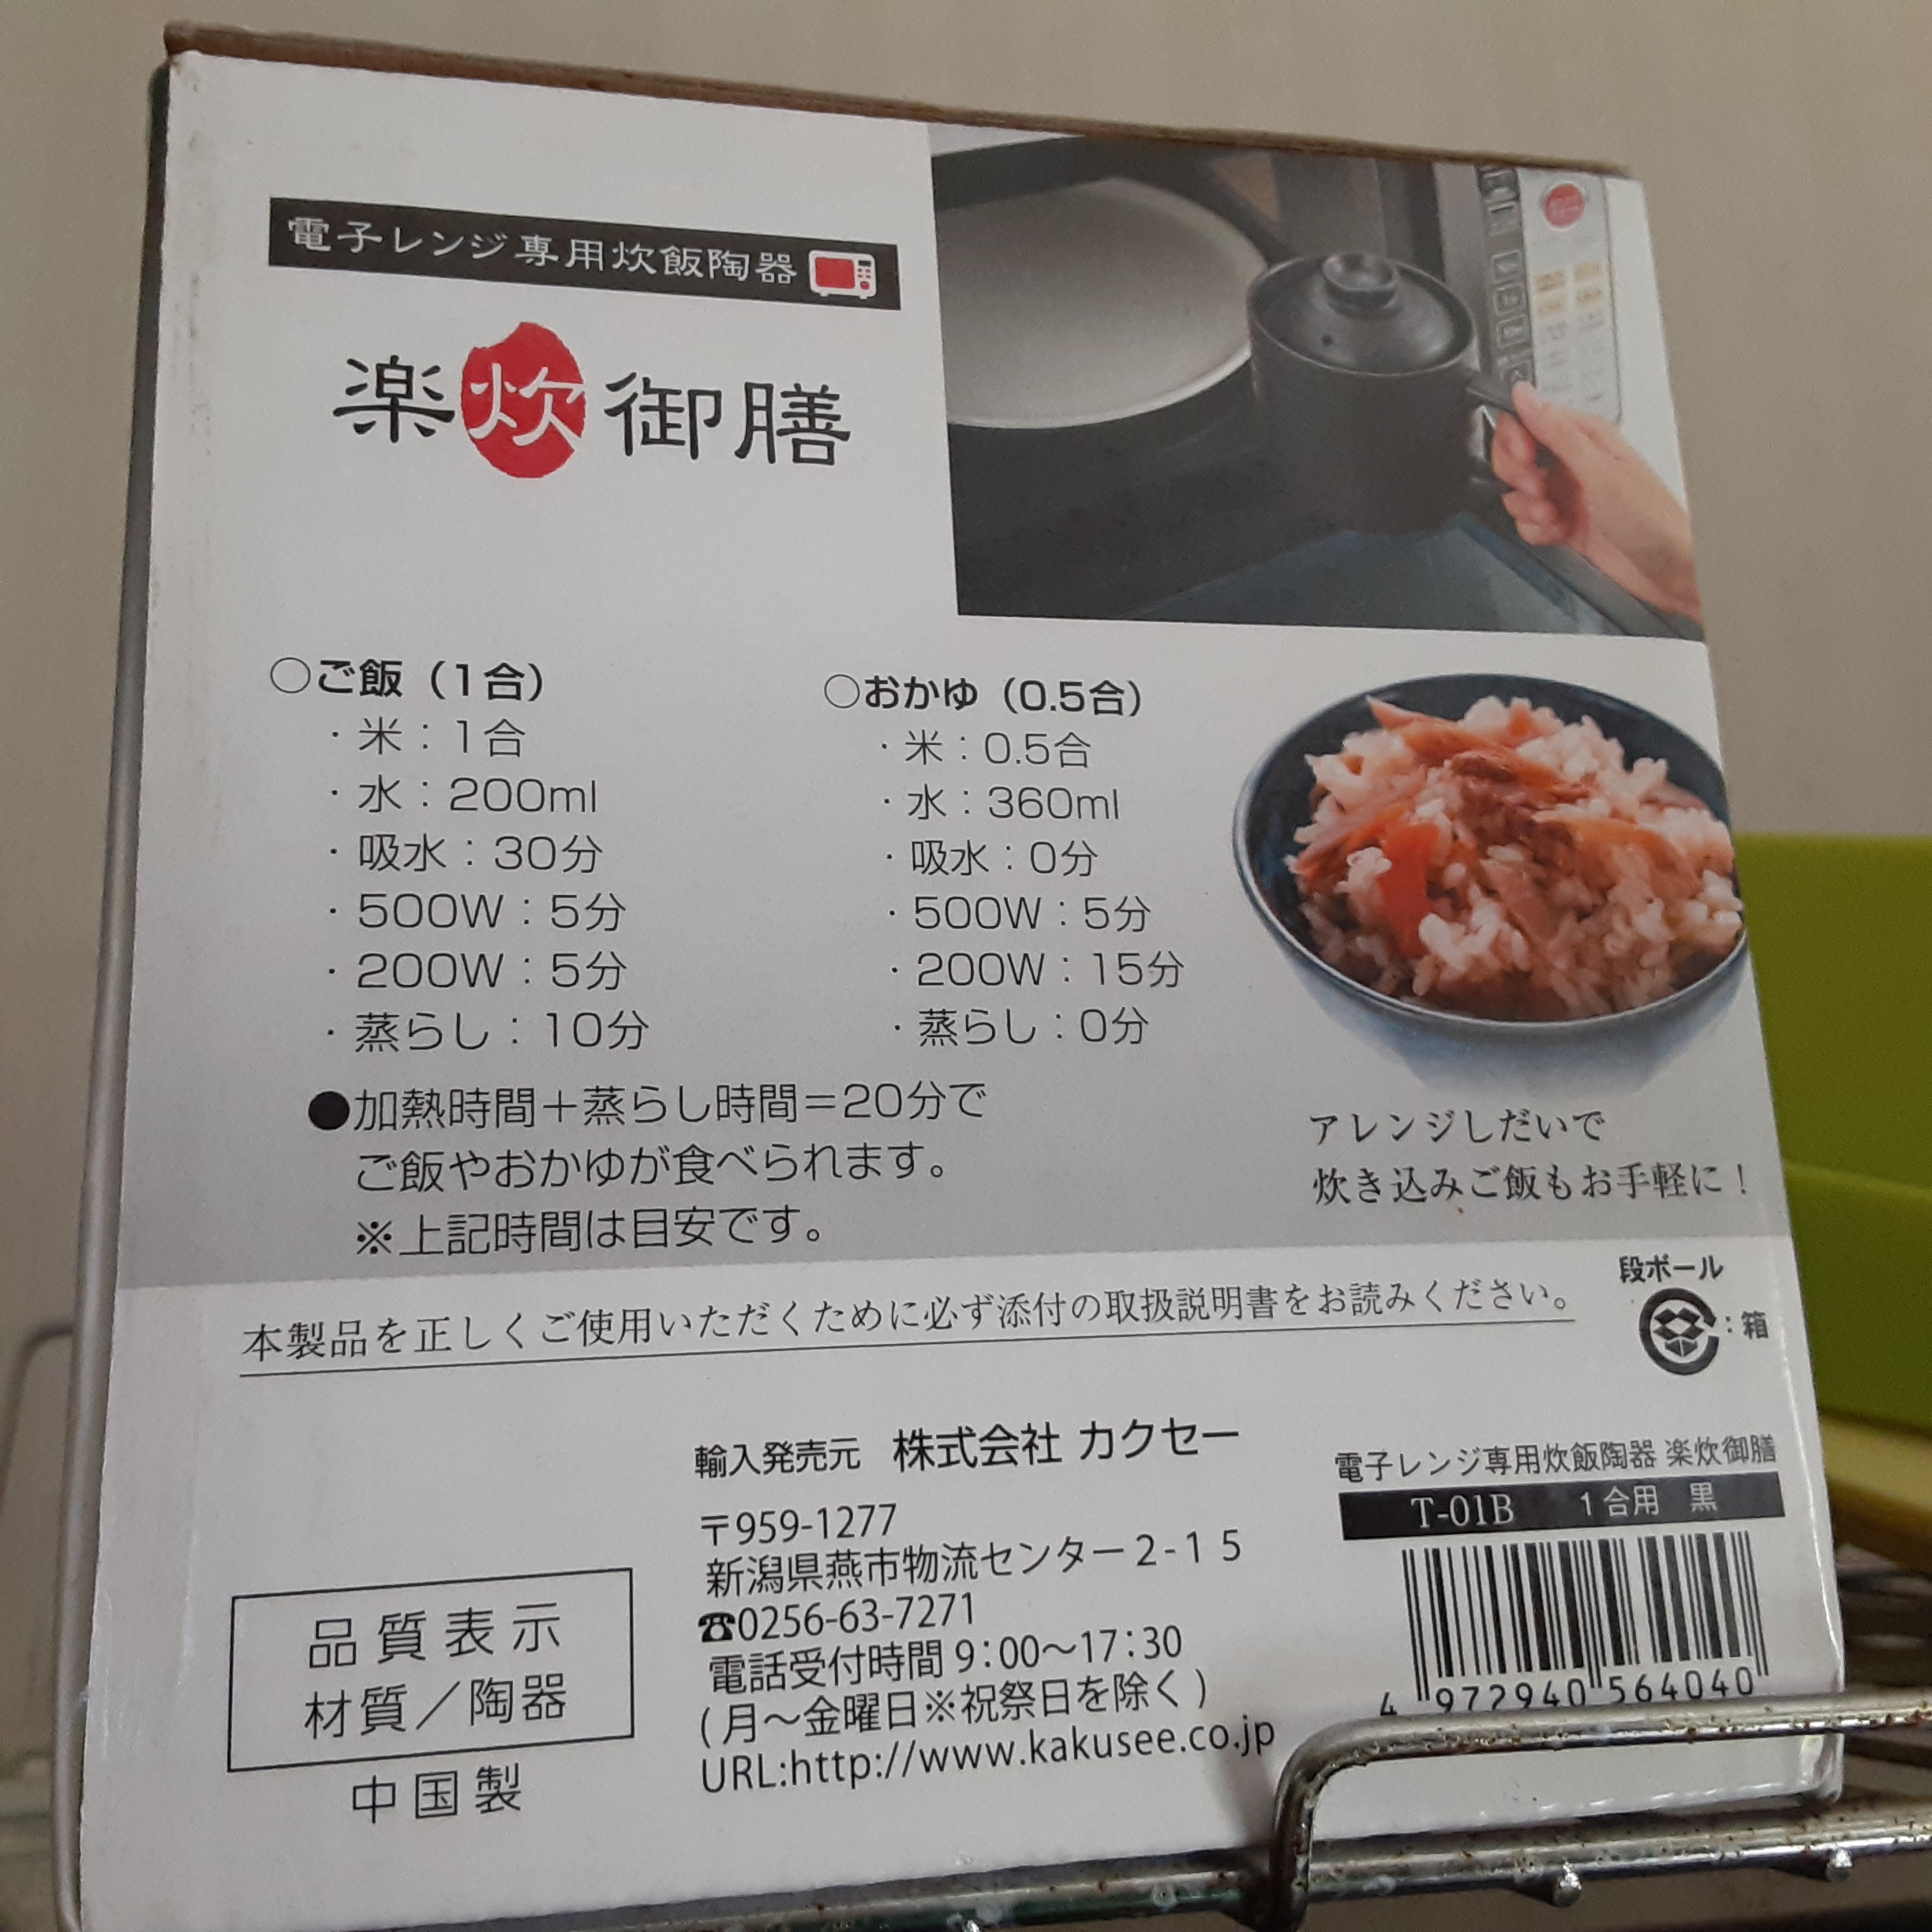 電子レンジ専用炊飯陶器
楽炊御膳
○ご飯（1合）
・米：1合
・水：200ml
・吸水：30分
・500W：5分
・200W：5分
・蒸らし：10分
○おかゆ（0.5合）
・米：0.5合
・水：360ml
・吸水：0分
・500W：5分
・200W：15分
・蒸らし：0分
●加熱時間＋蒸らし時間＝20分で
ご飯やおかゆが食べられます。
※上記時間は目安です。
アレンジしだいで
炊き込みご飯もお手軽に！
本製品を正しくご使用いただくために必ず添付の取扱説明書をお読みください。
段ボール
：箱
輸入発売元 株式会社 カクセー
〒959-1277
新潟県燕市物流センター2-15
☎0256-63-7271
電話受付時間 9：00～17：30
(月～金曜日※祝祭日を除く)
URL:http://www.kakusee.co.jp
品質表示
材質／陶器
中国製
電子レンジ専用炊飯陶器 楽炊御膳
T-01B 1合用 黒
4 972940 564040